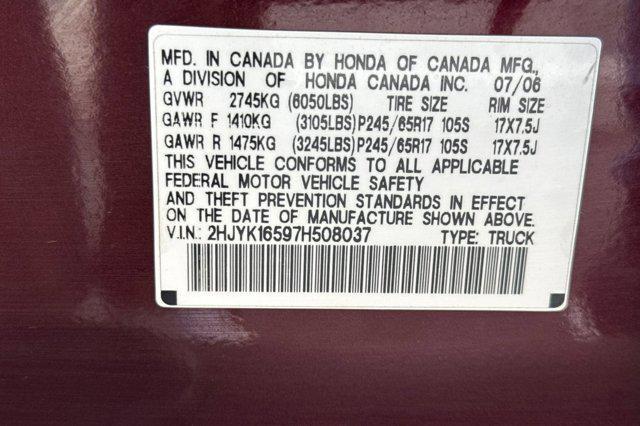 MFD. IN CANADA BY HONDA OF CANADA MFG.,
A DIVISION OF HONDA CANADA INC. 07/06
GVWR 2745KG (6050LBS) TIRE SIZE RIM SIZE
GAWR F 1410KG (3105LBS) P245/65R17 105S 17X7.5J
GAWR R 1475KG (3245LBS) P245/65R17 105S 17X7.5J
THIS VEHICLE CONFORMS TO ALL APPLICABLE
FEDERAL MOTOR VEHICLE SAFETY
AND THEFT PREVENTION STANDARDS IN EFFECT
ON THE DATE OF MANUFACTURE SHOWN ABOVE.
V.I.N.: 2HJYK16597H508037 TYPE: TRUCK